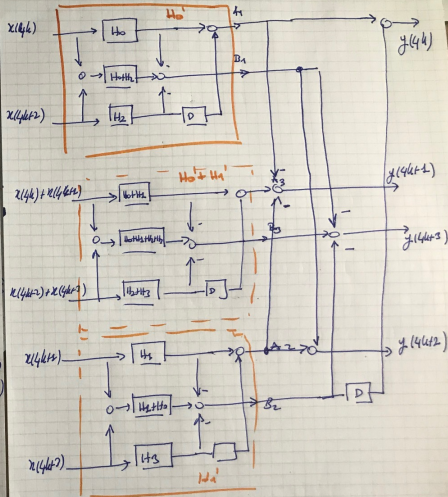 H0'
x(4k)
H0
A1
y(4k)
H0+H2
B1
x(4k+2)
H2
D
H0'+H1'
x(4k)+x(4k+1)
H0+H1
A3
y(4k+1)
H0+H1+H2+H3
B3
y(4k+3)
x(4k+2)+x(4k+3)
H2+H3
D
x(4k+1)
H1
A2
y(4k+2)
D
B2
x(4k+3)
H3
H1'